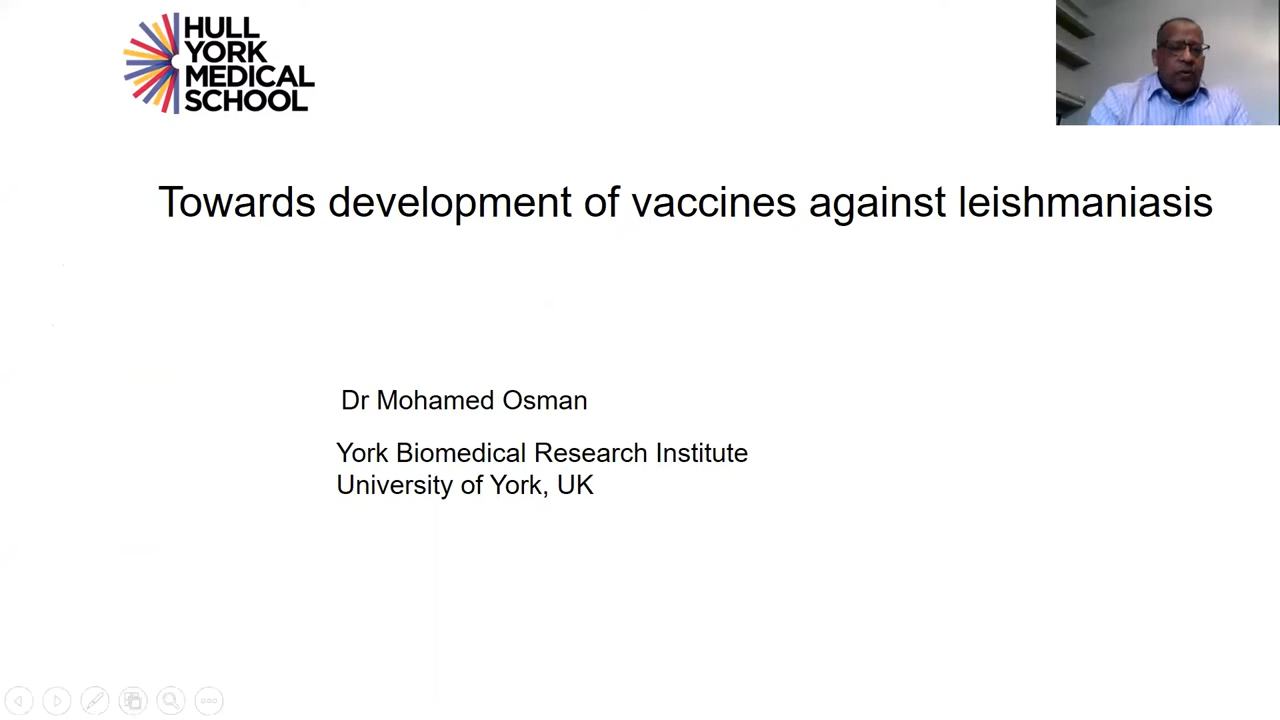 HULL
YORK
MEDICAL
SCHOOL
Towards development of vaccines against leishmaniasis
Dr Mohamed Osman
York Biomedical Research Institute
University of York, UK